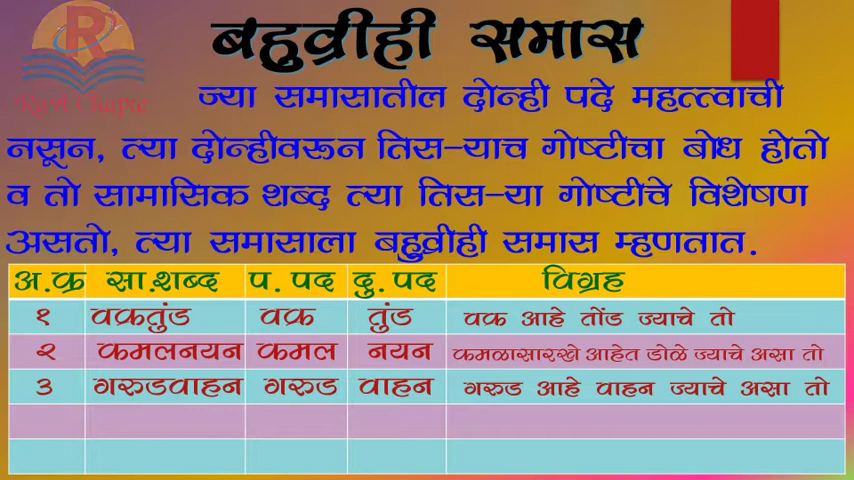 बहुव्रीही समास
ज्या समासातील दोन्ही पदे महत्त्वाची
नसून, त्या दोन्हीवरून तिस-याच गोष्टीचा बोध होतो
व तो सामासिक शब्द त्या तिस-या गोष्टीचे विशेषण
असतो, त्या समासाला बहुव्रीही समास म्हणतात.
अ.क्र सा.शब्द प. पद दु. पद विग्रह
१ वक्रतुंड वक्र तुंड वक्र आहे तोंड ज्याचे तो
२ कमलनयन कमल नयन कमळासारखे आहेत डोळे ज्याचे असा तो
३ गरुडवाहन गरुड वाहन गरुड आहे वाहन ज्याचे असा तो